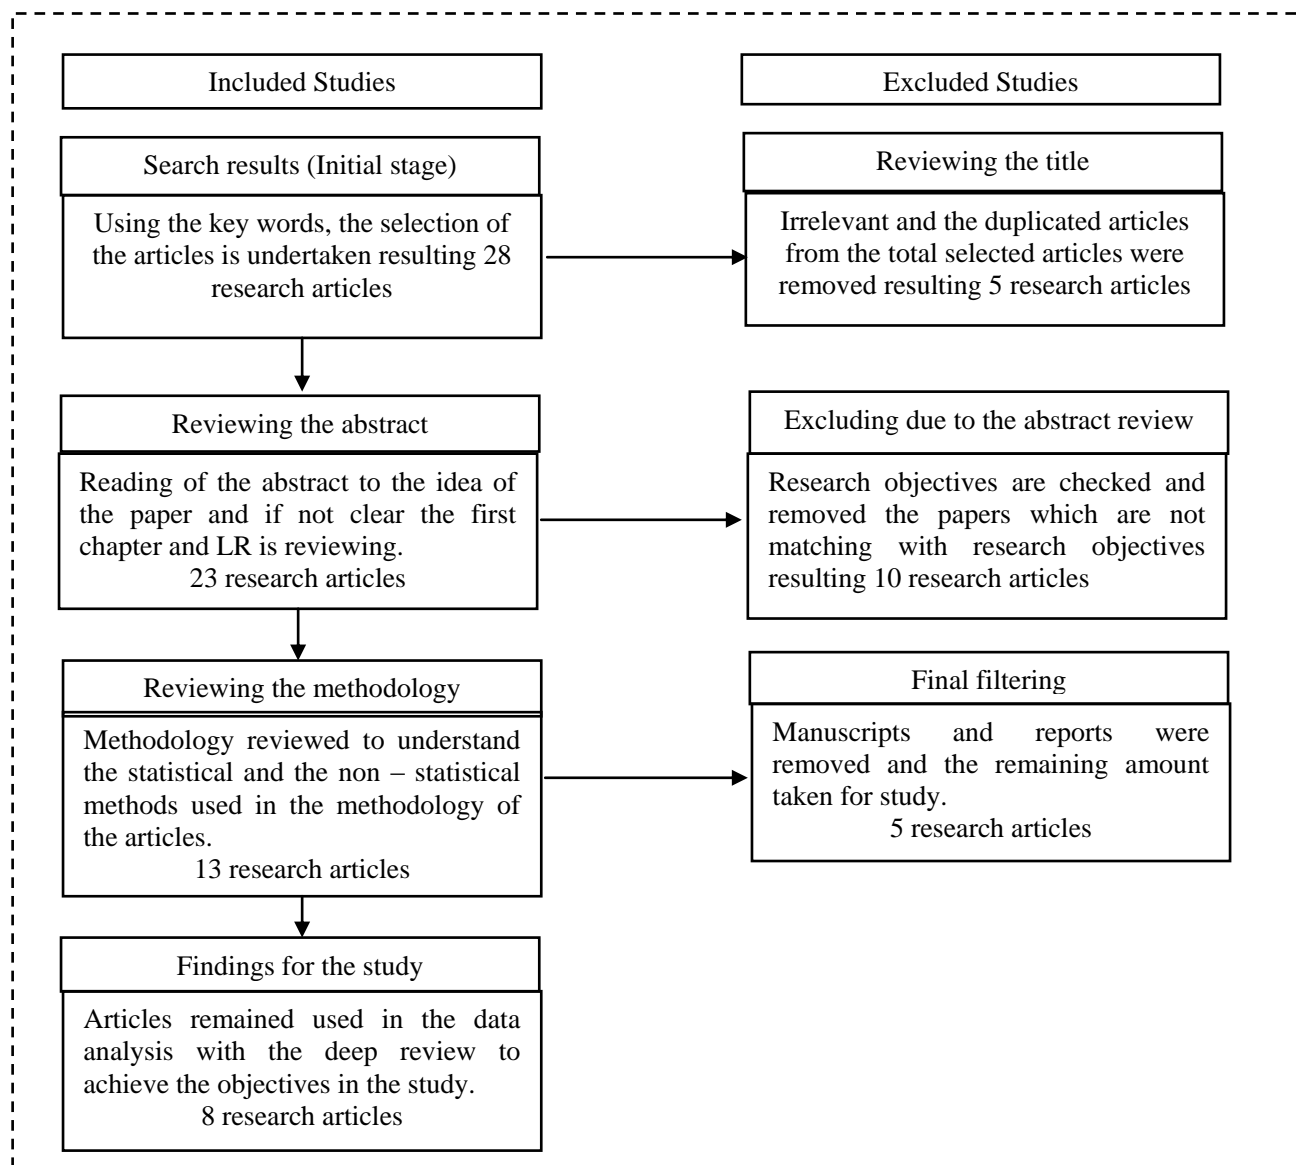 Included Studies
Excluded Studies
Search results (Initial stage)
Using the key words, the selection of
the articles is undertaken resulting 28
research articles
Reviewing the title
Irrelevant and the duplicated articles
from the total selected articles were
removed resulting 5 research articles
Reviewing the abstract
Reading of the abstract to the idea of
the paper and if not clear the first
chapter and LR is reviewing.
23 research articles
Excluding due to the abstract review
Research objectives are checked and
removed the papers which are not
matching with research objectives
resulting 10 research articles
Reviewing the methodology
Methodology reviewed to understand
the statistical and the non – statistical
methods used in the methodology of
the articles.
13 research articles
Final filtering
Manuscripts and reports were
removed and the remaining amount
taken for study.
5 research articles
Findings for the study
Articles remained used in the data
analysis with the deep review to
achieve the objectives in the study.
8 research articles